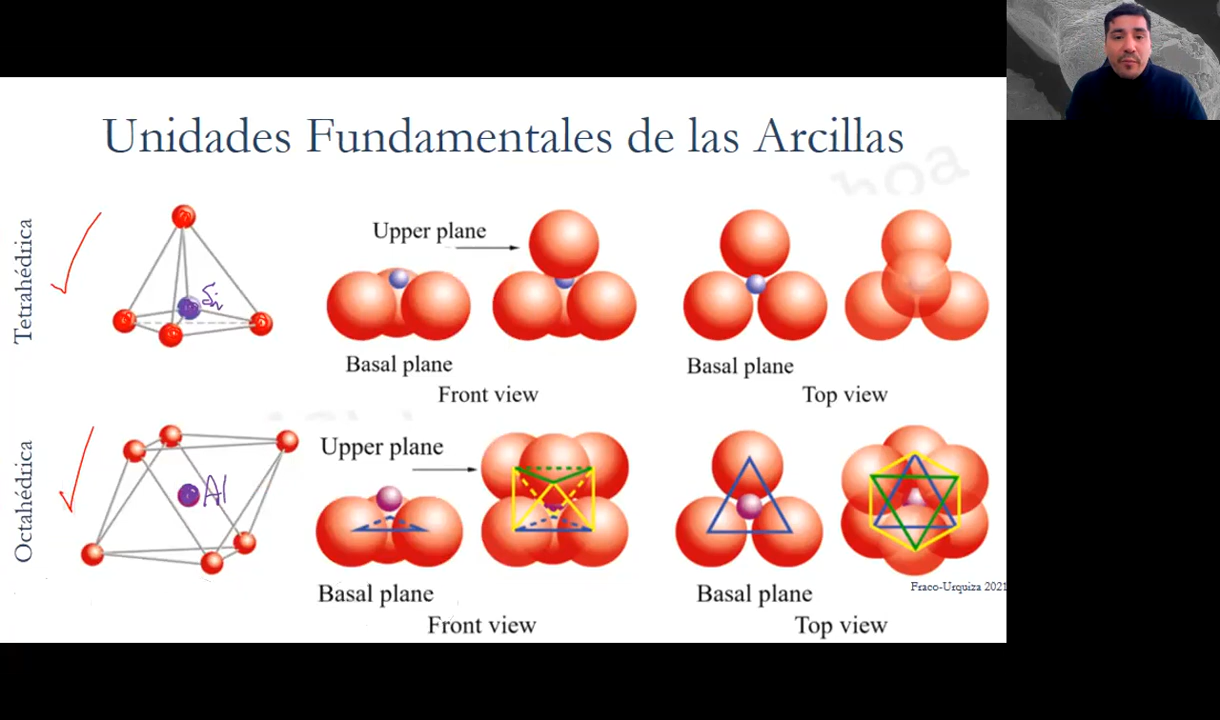 Unidades Fundamentales de las Arcillas
hoa
Tetrahédrica
Si
Upper plane
Basal plane
Front view
Basal plane
Top view
Octahédrica
Al
Upper plane
Basal plane
Front view
Basal plane
Top view
Fraco-Urquiza 2021